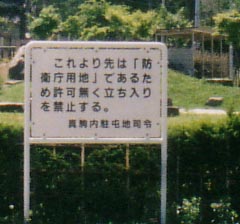 これより先は「防
衛庁用地」であるた
め許可無く立ち入り
を禁止する。
真駒内駐屯地司令